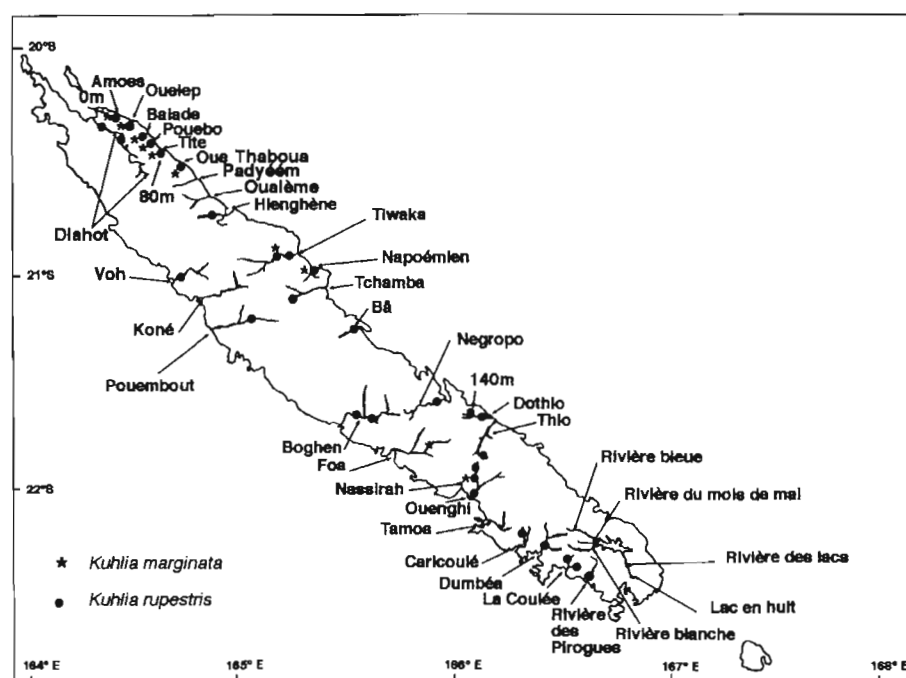 20°S
Amoes
0m
Ouelep
Balade
Pouebo
Tite
Oue Thaboua
Padyéém
Oualème
Hienghène
80m
Diahot
Tiwaka
Voh
Napoémien
21°S
Tchamba
Koné
Bâ
Negropo
Pouembout
140m
Dothio
Thio
Boghen
Foa
Rivière bleue
Nassirah
22°S
Rivière du mois de mai
Ouenghi
Tamoa
Rivière des lacs
Caricoulé
Kuhlia marginata
Dumbéa
La Coulée
Lac en huit
Kuhlia rupestris
Rivière
des
Pirogues
Rivière blanche
164° E
165° E
166° E
167° E
168° E